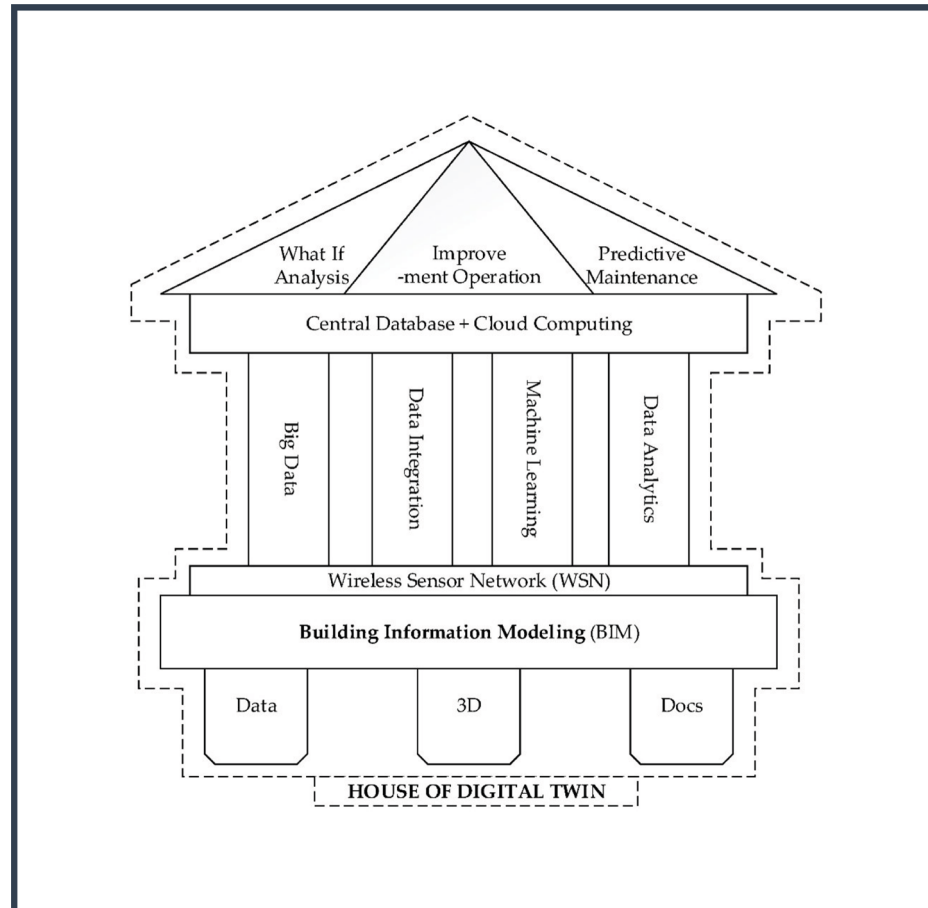 What If
Analysis
Improve
-ment Operation
Predictive
Maintenance
Central Database + Cloud Computing
Big Data
Data Integration
Machine Learning
Data Analytics
Wireless Sensor Network (WSN)
Building Information Modeling (BIM)
Data
3D
Docs
HOUSE OF DIGITAL TWIN